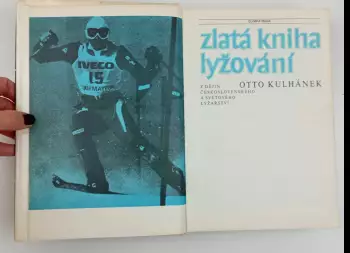 IVECO
15
zlatá kniha
lyžování
OTTO KULHÁNEK
Z DĚJIN
ČESKOSLOVENSKÉHO
A SVĚTOVÉHO
LYŽAŘSTVÍ